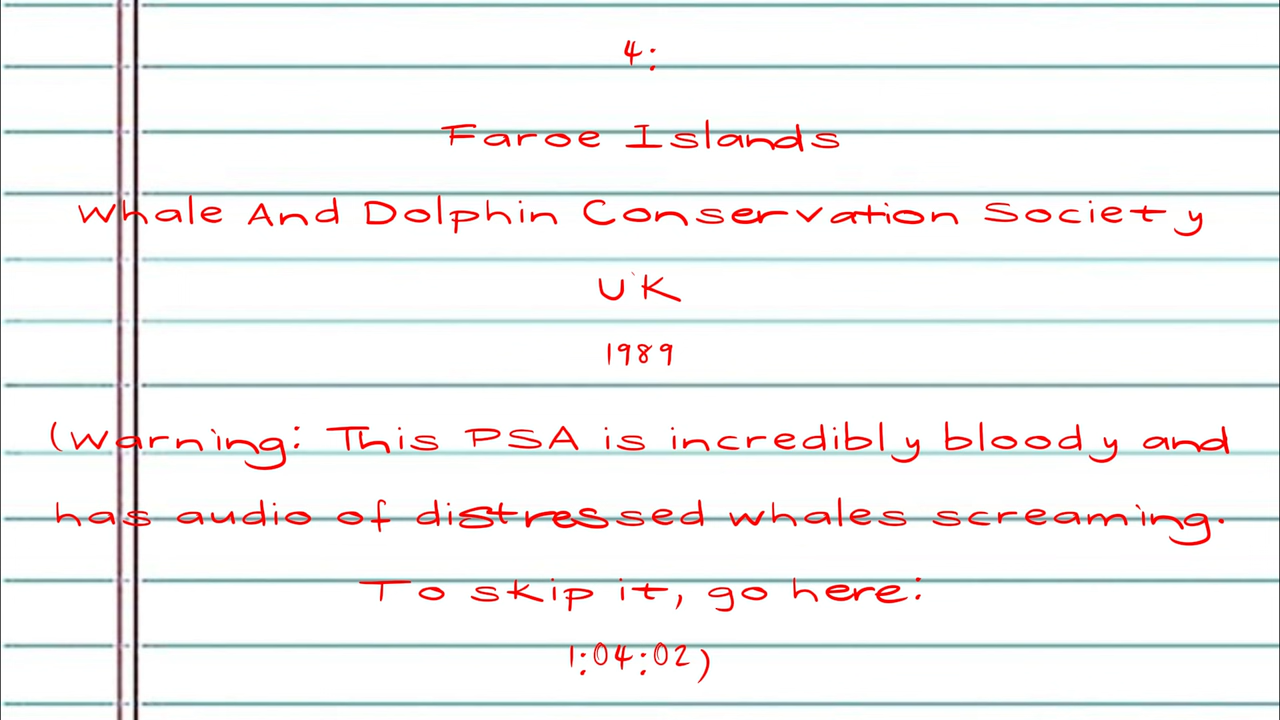 4:
Faroe Islands
Whale And Dolphin Conservation Society
UK
1989
(Warning: This PSA is incredibly bloody and
has audio of distressed whales screaming.
To skip it, go here:
1:04:02)